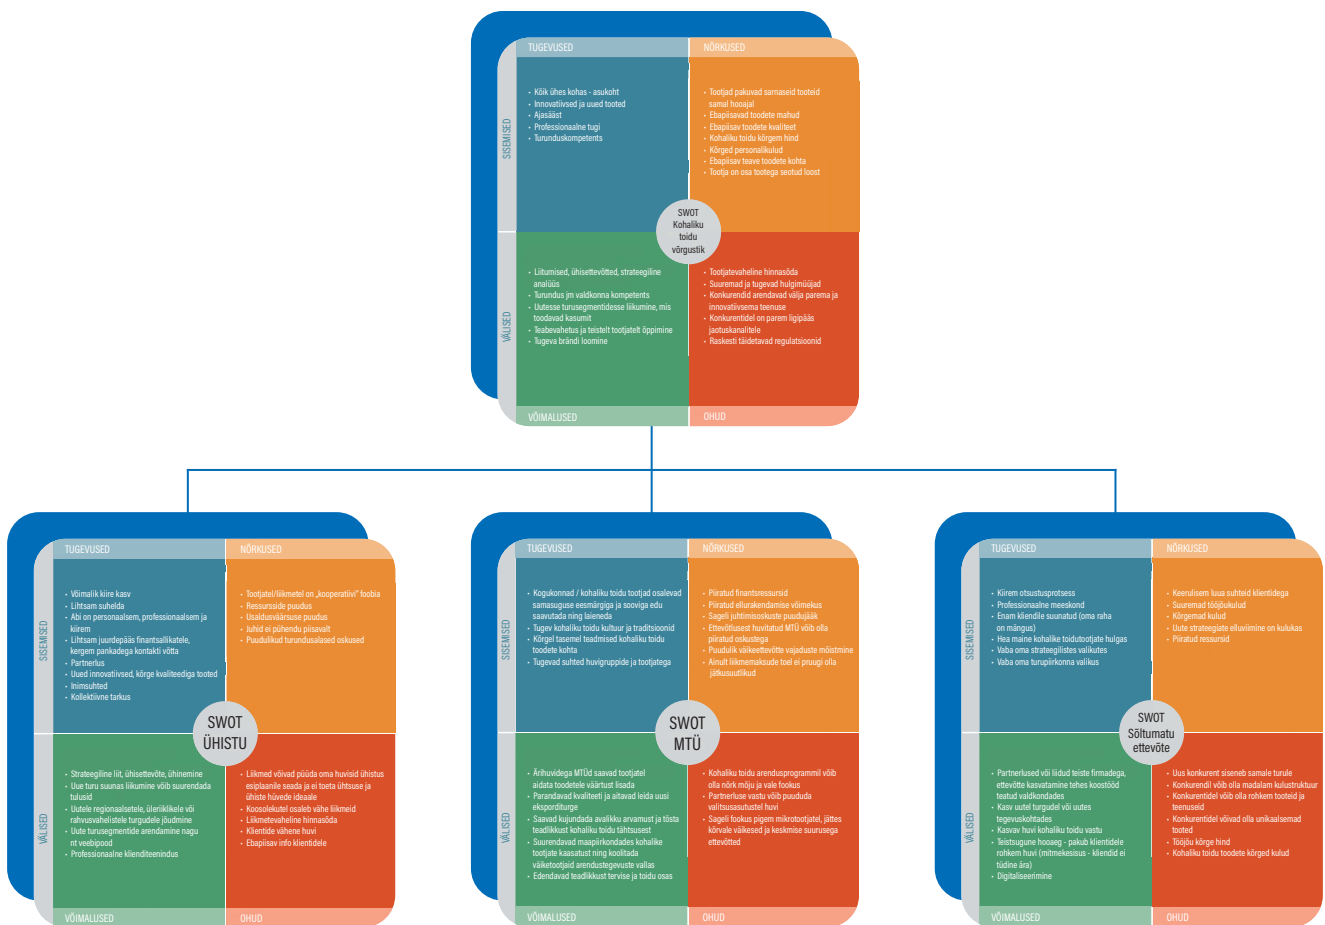 TUGEVUSED
NÕRKUSED
SISEMISED
• Kõik ühes kohas - asukoht
• Innovatiivsed ja uued tooted
• Ajasääst
• Professionaalne tugi
• Turunduskompetents
• Tootjad pakuvad sarnaseid tooteid
samal hooajal
• Ebapiisavad toodete mahud
• Ebapiisav toodete kvaliteet
• Kohaliku toidu kõrgem hind
• Kõrged personalikulud
• Ebapiisav teave toodete kohta
• Tootja on osa tootega seotud loost
SWOT
Kohaliku
toidu
võrgustik
VÄLISED
• Liitumised, ühisettevõtted, strateegiline
analüüs
• Turundus jm valdkonna kompetents
• Uutesse turusegmentidesse liikumine, mis
toodavad kasumit
• Teabevahetus ja teistelt tootjatelt õppimine
• Tugeva brändi loomine
• Tootjatevaheline hinnasõda
• Suuremad ja tugevad hulgimüüjad
• Konkurendid arendavad välja parema ja
innovatiivsema teenuse
• Konkurentidel on parem ligipääs
jaotuskanalitele
• Raskesti täidetavad regulatsioonid
VÕIMALUSED
OHUD
TUGEVUSED
NÕRKUSED
SISEMISED
• Võimalik kiire kasv
• Lihtsam suhelda
• Abi on personaalsem, professionaalsem ja
kiirem
• Lihtsam juurdepääs finantsallikatele,
kergem pankadega kontakti võtta
• Partnerlus
• Uued innovatiivsed, kõrge kvaliteediga tooted
• Inimsuhted
• Kollektiivne tarkus
• Tootjatel/liikmetel on „kooperatiivi” foobia
• Ressursside puudus
• Usaldusväärsuse puudus
• Juhid ei pühendu piisavalt
• Puudulikud turundusalased oskused
SWOT
ÜHISTU
VÄLISED
• Strateegiline liit, ühisettevõte, ühinemine
• Uue turu suunas liikumine võib suurendada
tulusid
• Uutele regionaalsetele, üleriiklikele või
rahvusvahelistele turgudele jõudmine
• Uute turusegmentide arendamine nagu
nt veebipood
• Professionaalne klienditeenindus
• Liikmed võivad püüda oma huvisid ühistus
esiplaanile seada ja ei toeta ühtsuse ja
ühiste hüvede ideaale
• Koosolekutel osaleb vähe liikmeid
• Liikmetevaheline hinnasõda
• Klientide vähene huvi
• Ebapiisav info klientidele
VÕIMALUSED
OHUD
TUGEVUSED
NÕRKUSED
SISEMISED
• Kogukonnad / kohaliku toidu tootjad osalevad
samasuguse eesmärgiga ja sooviga edu
saavutada ning laieneda
• Tugev kohaliku toidu kultuur ja traditsioonid
• Kõrgel tasemel teadmised kohaliku toidu
toodete kohta
• Tugevad suhted huvigruppide ja tootjatega
• Piiratud finantsressursid
• Piiratud ellurakendamise võimekus
• Sageli juhtimisoskuste puudujääk
• Ettevõtlusest huvitatud MTÜ võib olla
piiratud oskustega
• Puudulik väikeettevõtte vajaduste mõistmine
• Ainult liikmemaksude toel ei pruugi olla
jätkusuutlikud
SWOT
MTÜ
VÄLISED
• Ärihuvidega MTÜd saavad tootjatel
aidata toodetele väärtust lisada
• Parandavad kvaliteeti ja aitavad leida uusi
eksporditurge
• Saavad kujundada avalikku arvamust ja tõsta
teadlikkust kohaliku toidu tähtsusest
• Suurendavad maapiirkondades kohalike
tootjate kaasatust ning koolitada
väiketootjaid arendustegevuste vallas
• Edendavad teadlikkust tervise ja toidu osas
• Kohaliku toidu arendusprogrammil võib
olla nõrk mõju ja vale fookus
• Partnerluse vastu võib puududa
valitsusasutustel huvi
• Sageli fookus pigem mikrotootjatel, jättes
kõrvale väikesed ja keskmise suurusega
ettevõtted
VÕIMALUSED
OHUD
TUGEVUSED
NÕRKUSED
SISEMISED
• Kiirem otsustusprotsess
• Professionaalne meeskond
• Enam kliendile suunatud (oma raha
on mängus)
• Hea maine kohalike toidutootjate hulgas
• Vaba oma strateegilistes valikutes
• Vaba oma turupiirkonna valikus
• Keerulisem luua suhteid klientidega
• Suuremad tööjõukulud
• Kõrgemad kulud
• Uute strateegiate elluviimine on kulukas
• Piiratud ressursid
SWOT
Sõltumatu
ettevõte
VÄLISED
• Partnerlused või liidud teiste firmadega,
ettevõtte kasvatamine tehes koostööd
teatud valdkondades
• Kasv uutel turgudel või uutes
tegevuskohtades
• Kasvav huvi kohaliku toidu vastu
• Teistsugune hooaeg - pakub klientidele
rohkem huvi (mitmekesisus - kliendid ei
tüdine ära)
• Digitaliseerimine
• Uus konkurent siseneb samale turule
• Konkurendil võib olla madalam kulustruktuur
• Konkurentidel võib olla rohkem tooteid ja
teenuseid
• Konkurentidel võivad olla unikaalsemad
tooted
• Tööjõu kõrge hind
• Kohaliku toidu toodete kõrged kulud
VÕIMALUSED
OHUD